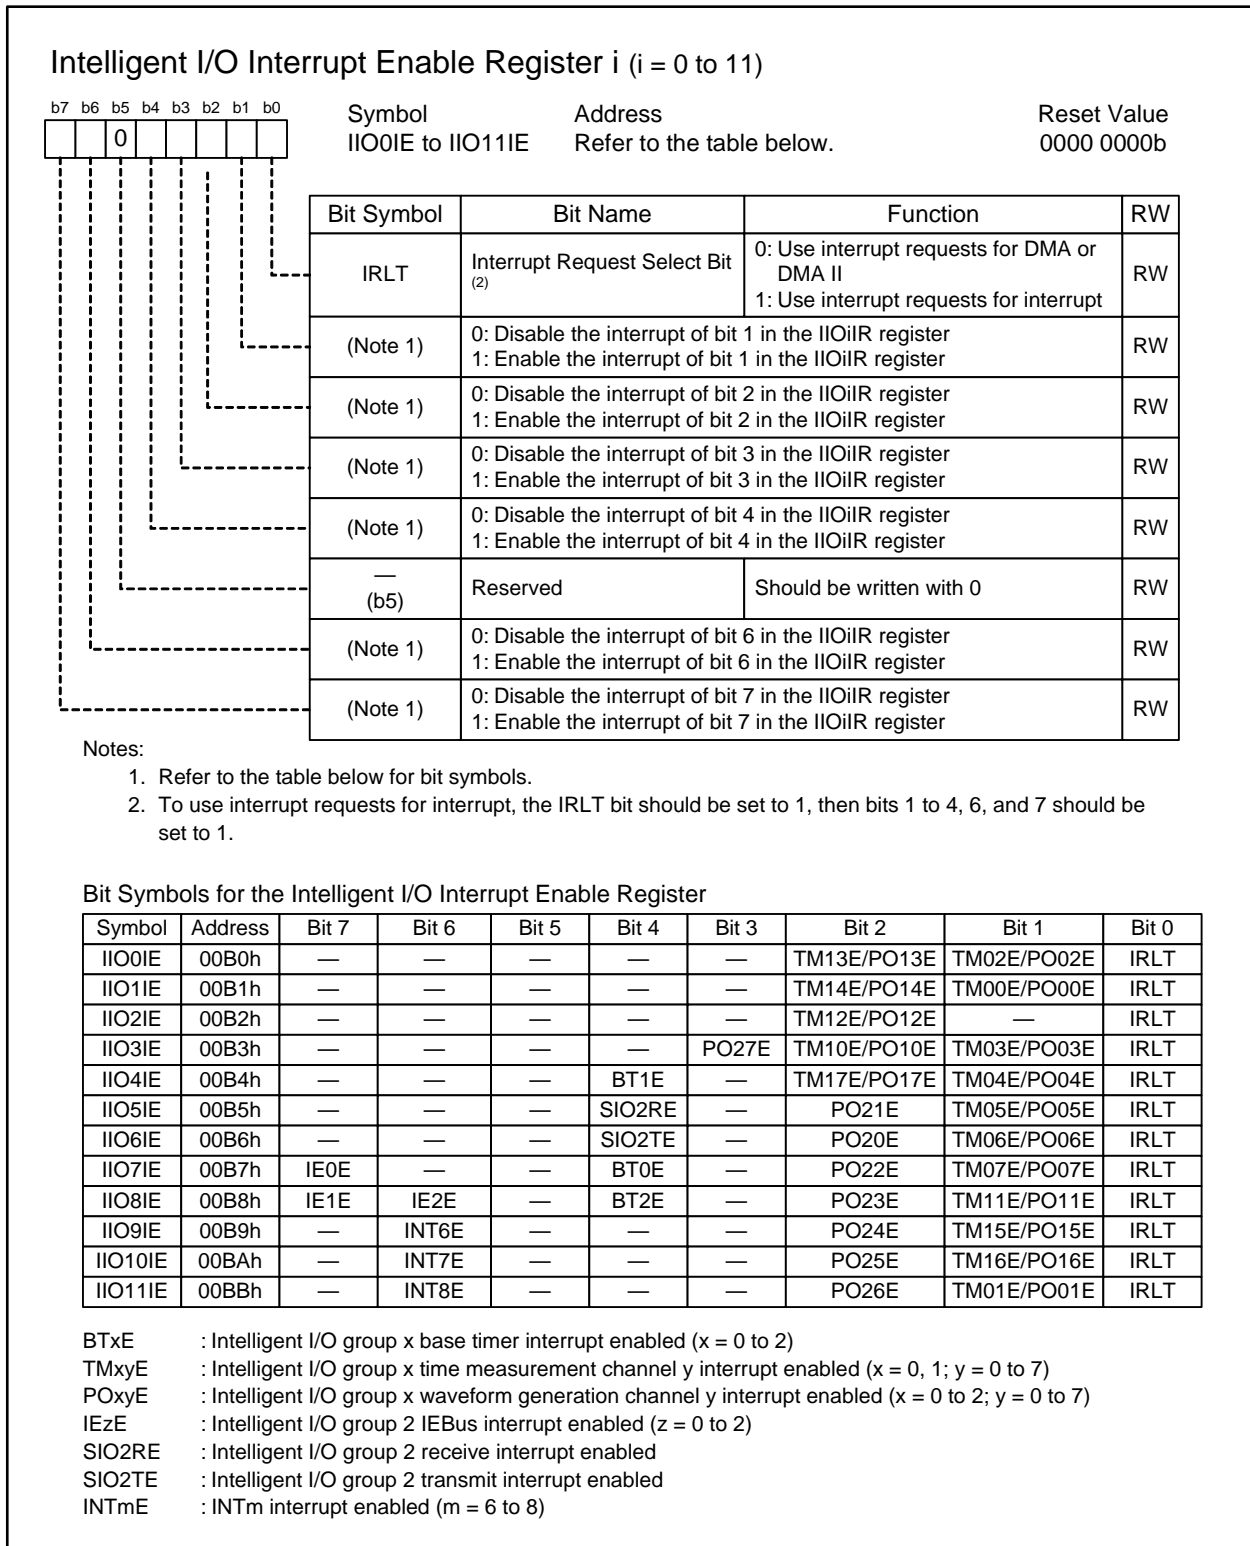 Intelligent I/O Interrupt Enable Register i (i = 0 to 11)
b7 b6 b5 b4 b3 b2 b1 b0
0
Symbol Address Reset Value
IIO0IE to IIO11IE Refer to the table below. 0000 0000b
Bit Symbol Bit Name Function RW
IRLT Interrupt Request Select Bit (2) 0: Use interrupt requests for DMA or DMA II RW
1: Use interrupt requests for interrupt
(Note 1) 0: Disable the interrupt of bit 1 in the IIOiIR register RW
1: Enable the interrupt of bit 1 in the IIOiIR register
(Note 1) 0: Disable the interrupt of bit 2 in the IIOiIR register RW
1: Enable the interrupt of bit 2 in the IIOiIR register
(Note 1) 0: Disable the interrupt of bit 3 in the IIOiIR register RW
1: Enable the interrupt of bit 3 in the IIOiIR register
(Note 1) 0: Disable the interrupt of bit 4 in the IIOiIR register RW
1: Enable the interrupt of bit 4 in the IIOiIR register
— (b5) Reserved Should be written with 0 RW
(Note 1) 0: Disable the interrupt of bit 6 in the IIOiIR register RW
1: Enable the interrupt of bit 6 in the IIOiIR register
(Note 1) 0: Disable the interrupt of bit 7 in the IIOiIR register RW
1: Enable the interrupt of bit 7 in the IIOiIR register
Notes:
1. Refer to the table below for bit symbols.
2. To use interrupt requests for interrupt, the IRLT bit should be set to 1, then bits 1 to 4, 6, and 7 should be
set to 1.
Bit Symbols for the Intelligent I/O Interrupt Enable Register
Symbol Address Bit 7 Bit 6 Bit 5 Bit 4 Bit 3 Bit 2 Bit 1 Bit 0
IIO0IE 00B0h — — — — — TM13E/PO13E TM02E/PO02E IRLT
IIO1IE 00B1h — — — — — TM14E/PO14E TM00E/PO00E IRLT
IIO2IE 00B2h — — — — — TM12E/PO12E — IRLT
IIO3IE 00B3h — — — — PO27E TM10E/PO10E TM03E/PO03E IRLT
IIO4IE 00B4h — — — BT1E — TM17E/PO17E TM04E/PO04E IRLT
IIO5IE 00B5h — — — SIO2RE — PO21E TM05E/PO05E IRLT
IIO6IE 00B6h — — — SIO2TE — PO20E TM06E/PO06E IRLT
IIO7IE 00B7h IE0E — — BT0E — PO22E TM07E/PO07E IRLT
IIO8IE 00B8h IE1E IE2E — BT2E — PO23E TM11E/PO11E IRLT
IIO9IE 00B9h — INT6E — — — PO24E TM15E/PO15E IRLT
IIO10IE 00BAh — INT7E — — — PO25E TM16E/PO16E IRLT
IIO11IE 00BBh — INT8E — — — PO26E TM01E/PO01E IRLT
BTxE : Intelligent I/O group x base timer interrupt enabled (x = 0 to 2)
TMxyE : Intelligent I/O group x time measurement channel y interrupt enabled (x = 0, 1; y = 0 to 7)
POxyE : Intelligent I/O group x waveform generation channel y interrupt enabled (x = 0 to 2; y = 0 to 7)
IEzE : Intelligent I/O group 2 IEBus interrupt enabled (z = 0 to 2)
SIO2RE : Intelligent I/O group 2 receive interrupt enabled
SIO2TE : Intelligent I/O group 2 transmit interrupt enabled
INTmE : INTm interrupt enabled (m = 6 to 8)